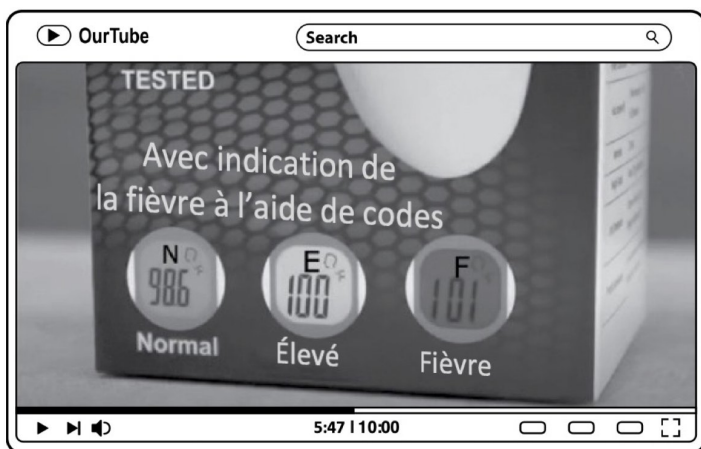 OurTube
Search
TESTED
Avec indication de
la fièvre à l'aide de codes
N E F
98.6 100 101
Normal Élevé Fièvre
5:47 | 10:00